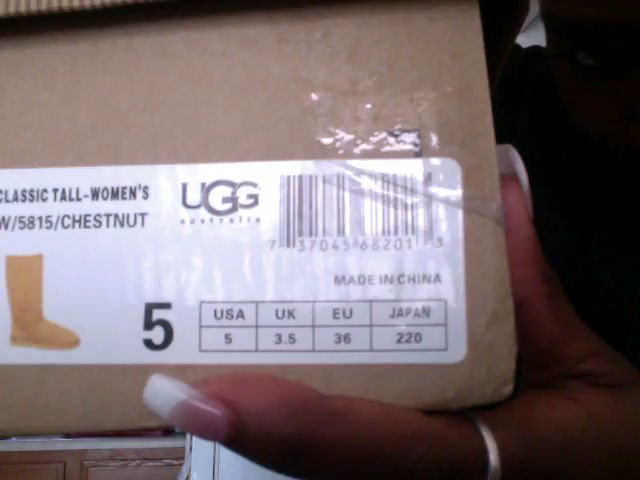 CLASSIC TALL-WOMEN'S
W/5815/CHESTNUT
UGG
australia
7 37045 68201 3
MADE IN CHINA
5
USA UK EU JAPAN
5 3.5 36 220